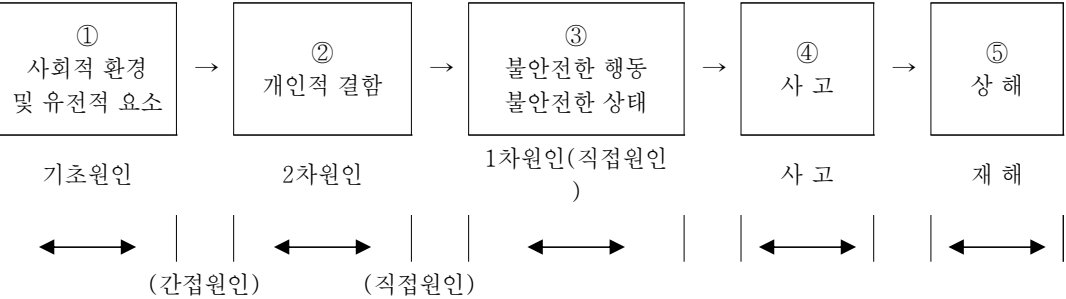 ①
사회적 환경
및 유전적 요소
→
②
개인적 결함
→
③
불안전한 행동
불안전한 상태
→
④
사 고
→
⑤
상 해
기초원인
2차원인
1차원인(직접원인
)
사 고
재 해
(간접원인)
(직접원인)